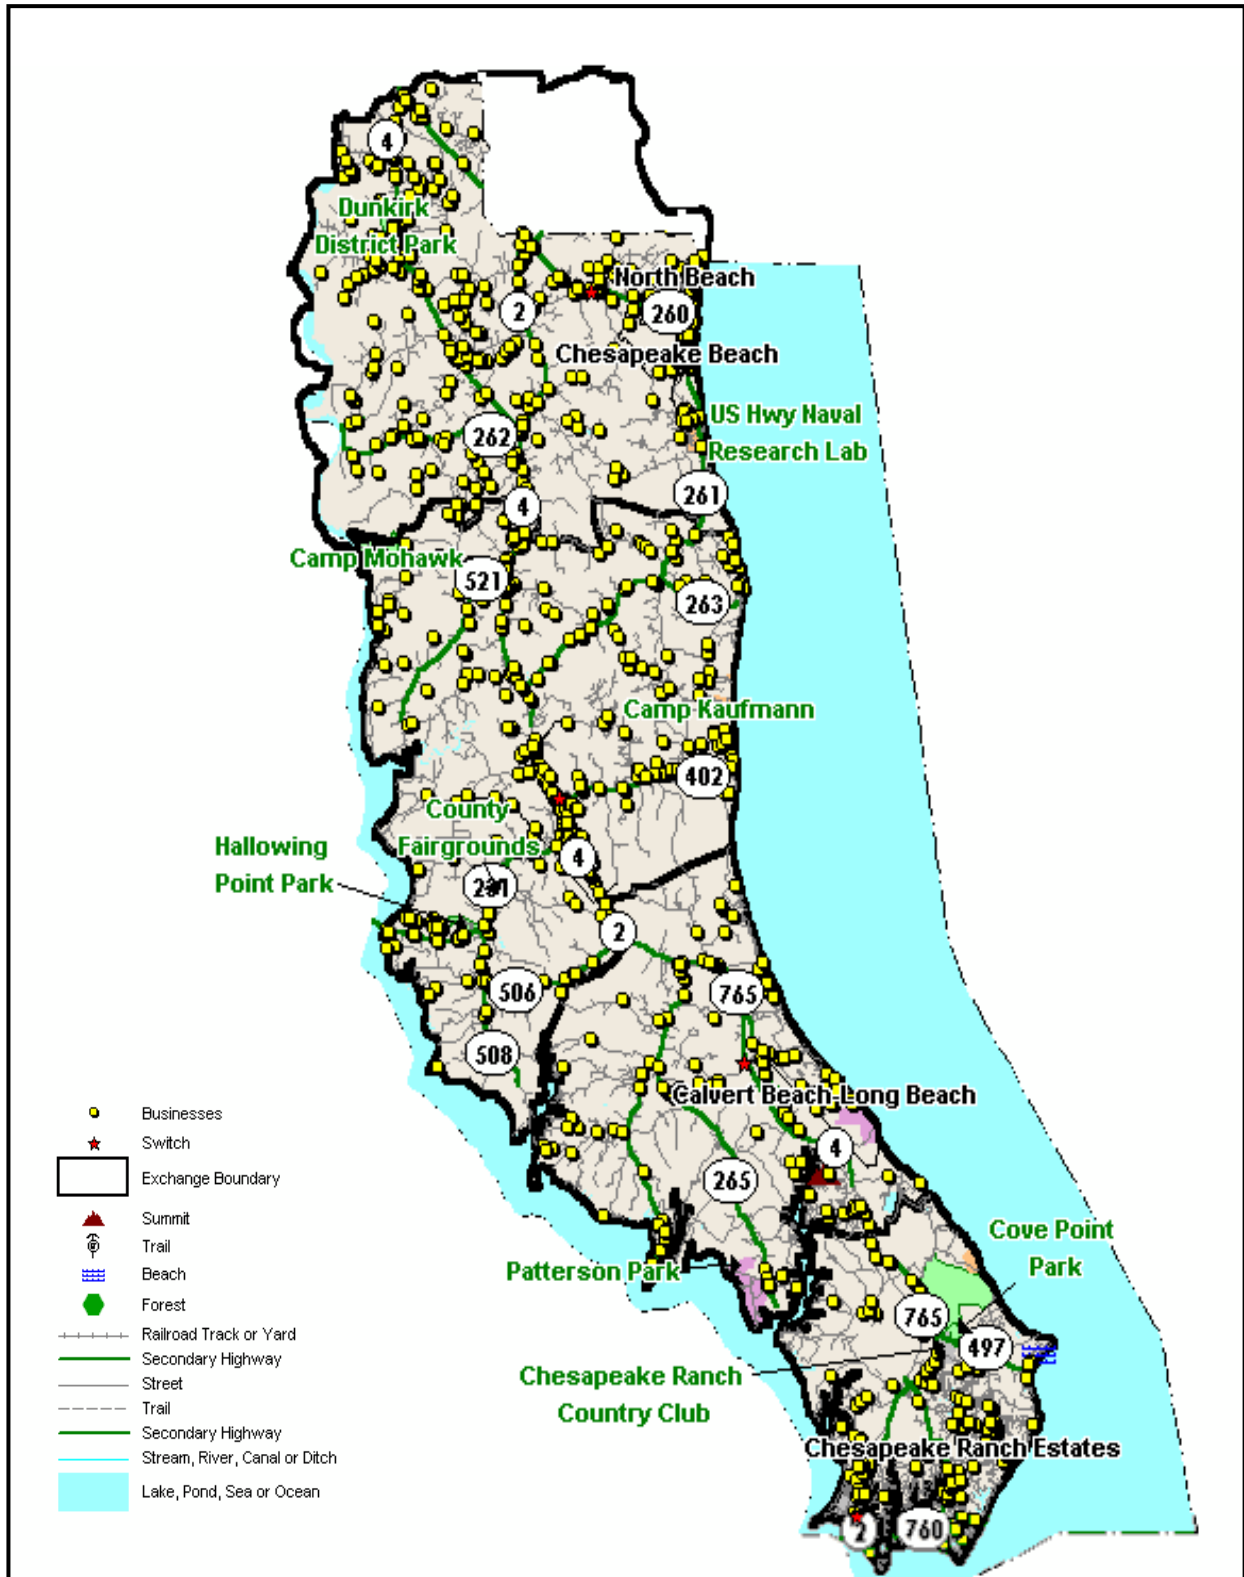 4
Dunkirk
District Park
North Beach
2
260
Chesapeake Beach
US Hwy Naval
Research Lab
262
261
4
Camp Mohawk
521
263
Camp Kaufmann
402
County
Fairgrounds
Hallowing
Point Park
4
2
506
765
508
Calvert Beach-Long Beach
4
265
Cove Point
Park
Patterson Park
765
497
Chesapeake Ranch
Country Club
Chesapeake Ranch Estates
2
760
Businesses
Switch
Exchange Boundary
Summit
Trail
Beach
Forest
Railroad Track or Yard
Secondary Highway
Street
Trail
Secondary Highway
Stream, River, Canal or Ditch
Lake, Pond, Sea or Ocean